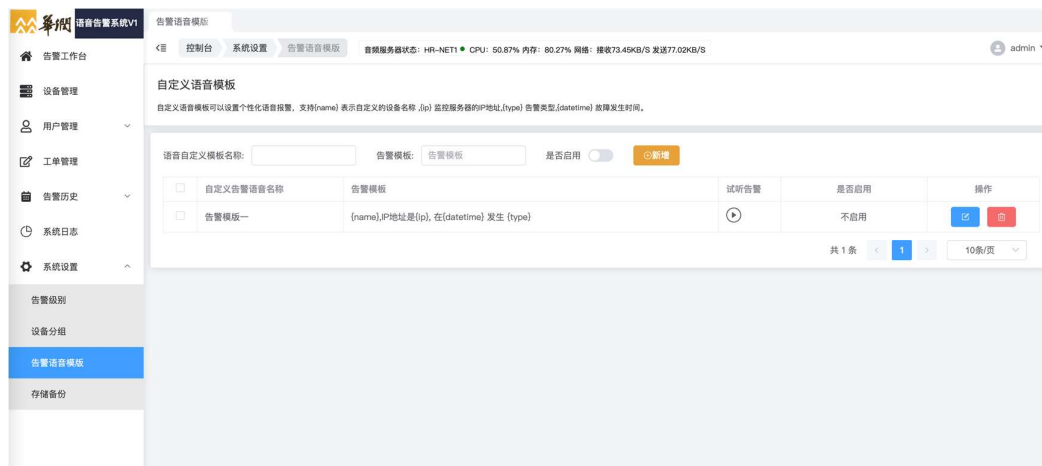 華閏 语音告警系统V1
告警语音模版
控制台 系统设置 告警语音模版 音频服务器状态: HR-NET1 CPU: 50.87% 内存: 80.27% 网络: 接收73.45KB/S 发送77.02KB/S admin
告警工作台
设备管理
用户管理
工单管理
告警历史
系统日志
系统设置
告警级别
设备分组
告警语音模版
存储备份
自定义语音模板
自定义语音模板可以设置个性化语音报警，支持{name} 表示自定义的设备名称 ,{ip} 监控服务器的IP地址,{type} 告警类型,{datetime} 故障发生时间。
语音自定义模板名称: 告警模板: 告警模板 是否启用 新增
自定义告警语音名称 告警模板 试听告警 是否启用 操作
告警模版一 {name},IP地址是{ip}, 在{datetime} 发生 {type} 不启用
共 1 条 1 10条/页